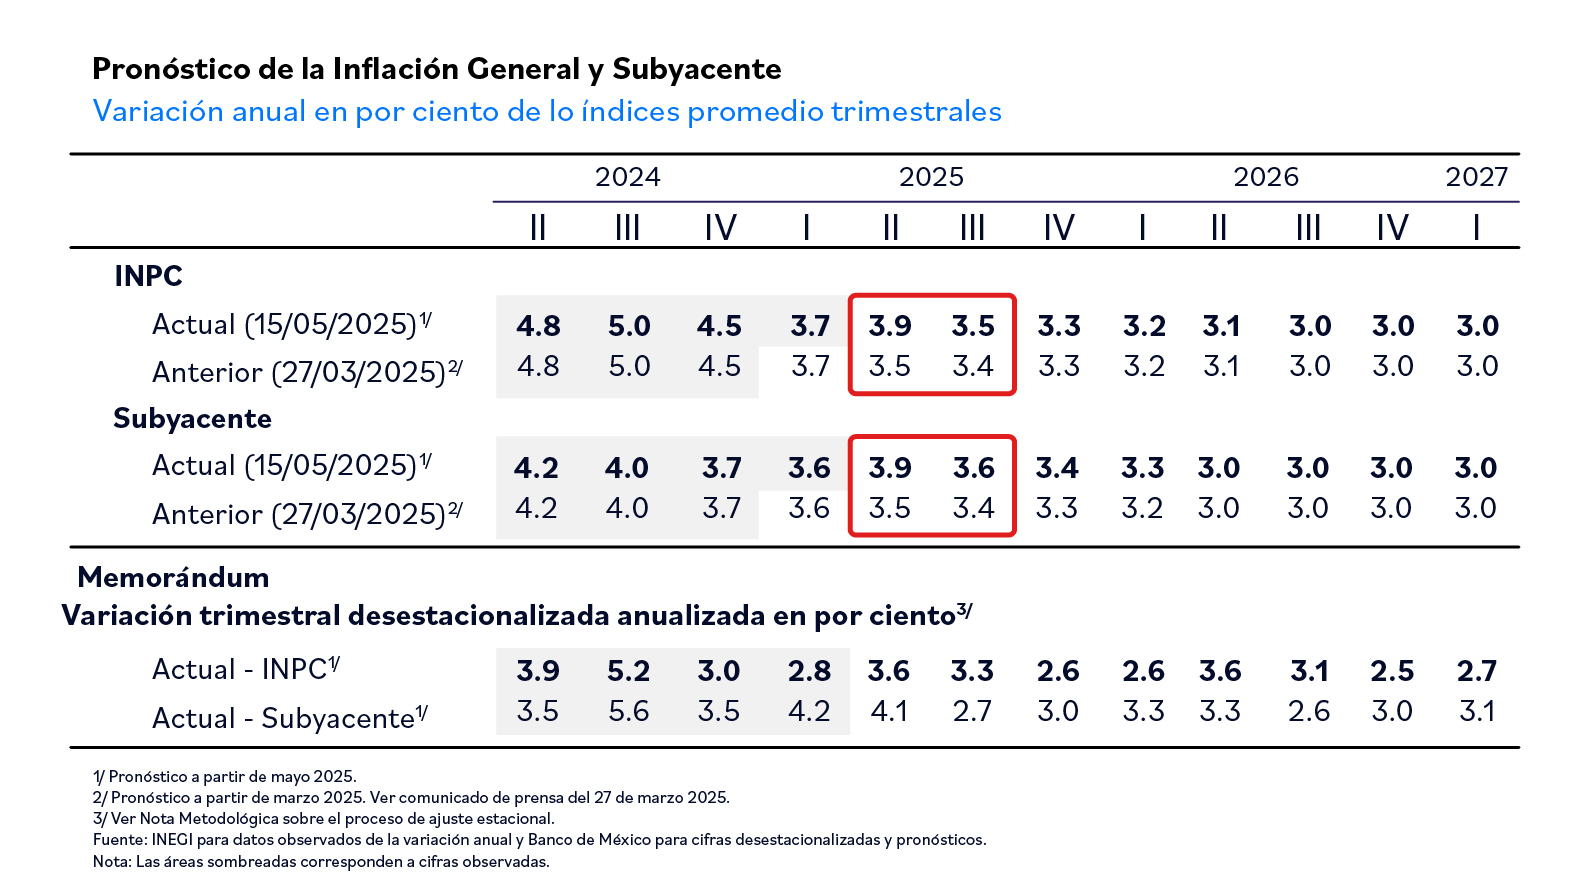 Pronóstico de la Inflación General y Subyacente
Variación anual en por ciento de lo índices promedio trimestrales
2024 2025 2026 2027
II III IV I II III IV I II III IV I
INPC
Actual (15/05/2025)1/ 4.8 5.0 4.5 3.7 3.9 3.5 3.3 3.2 3.1 3.0 3.0 3.0
Anterior (27/03/2025)2/ 4.8 5.0 4.5 3.7 3.5 3.4 3.3 3.2 3.1 3.0 3.0 3.0
Subyacente
Actual (15/05/2025)1/ 4.2 4.0 3.7 3.6 3.9 3.6 3.4 3.3 3.0 3.0 3.0 3.0
Anterior (27/03/2025)2/ 4.2 4.0 3.7 3.6 3.5 3.4 3.3 3.2 3.0 3.0 3.0 3.0
Memorándum
Variación trimestral desestacionalizada anualizada en por ciento3/
Actual - INPC1/ 3.9 5.2 3.0 2.8 3.6 3.3 2.6 2.6 3.6 3.1 2.5 2.7
Actual - Subyacente1/ 3.5 5.6 3.5 4.2 4.1 2.7 3.0 3.3 3.3 2.6 3.0 3.1
1/ Pronóstico a partir de mayo 2025.
2/ Pronóstico a partir de marzo 2025. Ver comunicado de prensa del 27 de marzo 2025.
3/ Ver Nota Metodológica sobre el proceso de ajuste estacional.
Fuente: INEGI para datos observados de la variación anual y Banco de México para cifras desestacionalizadas y pronósticos.
Nota: Las áreas sombreadas corresponden a cifras observadas.